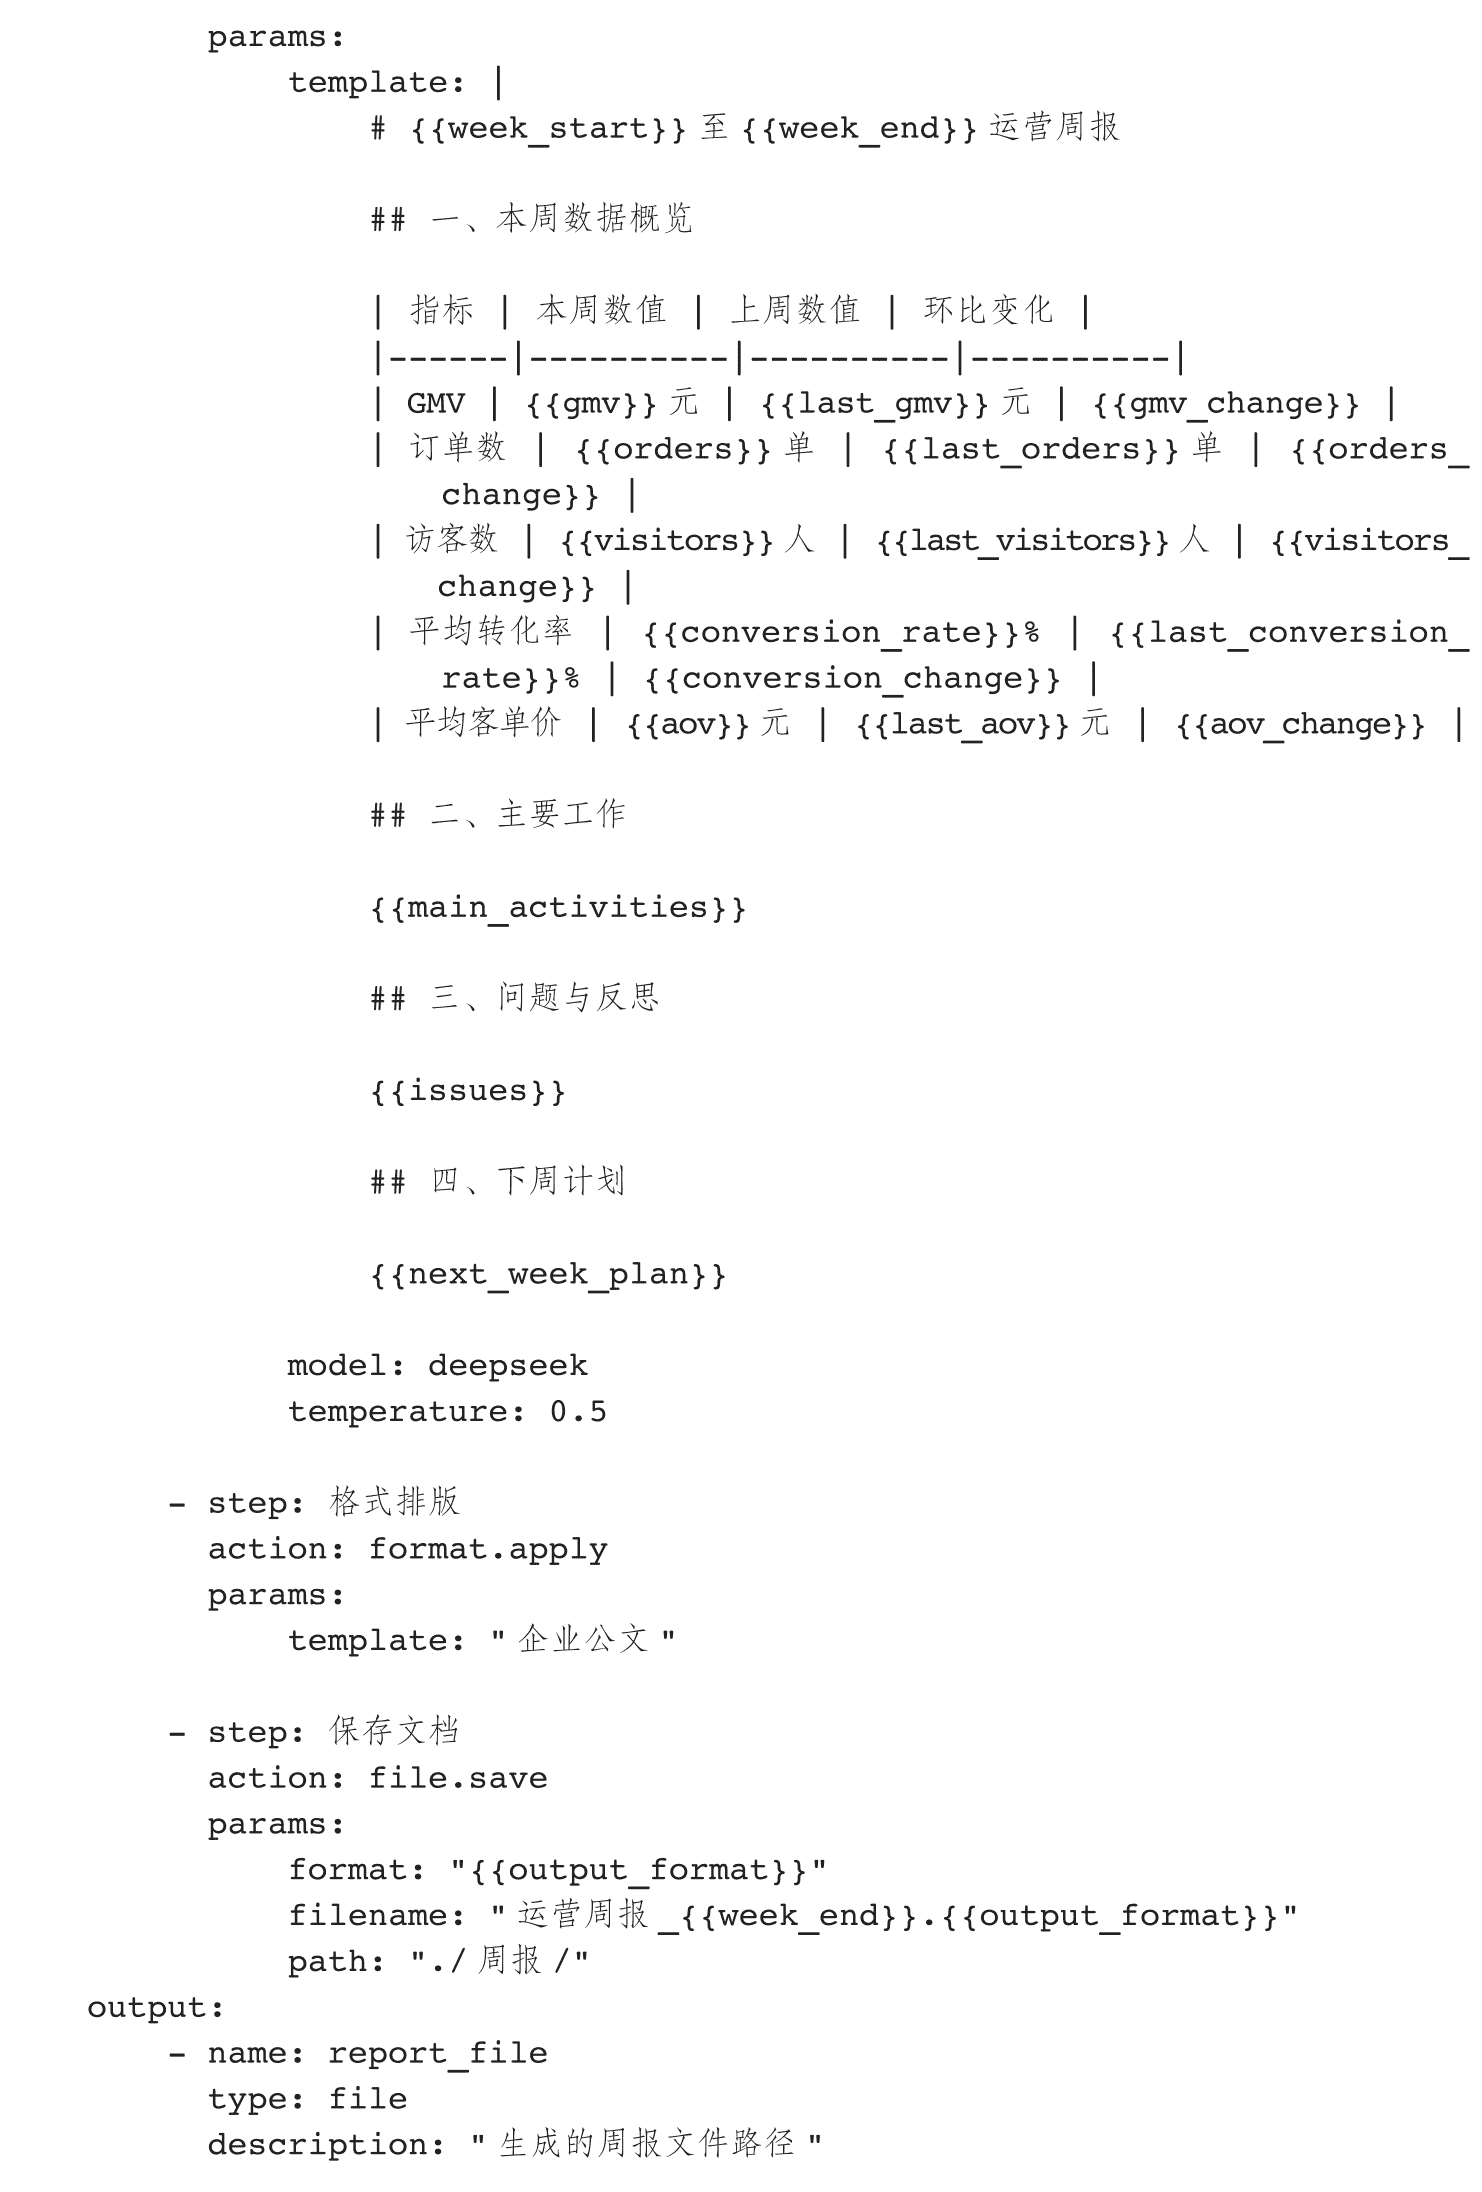 params:
template: |
# {{week_start}} 至 {{week_end}} 运营周报
## 一、本周数据概览
| 指标 | 本周数值 | 上周数值 | 环比变化 |
|------|----------|----------|----------|
| GMV | {{gmv}} 元 | {{last_gmv}} 元 | {{gmv_change}} |
| 订单数 | {{orders}} 单 | {{last_orders}} 单 | {{orders_
change}} |
| 访客数 | {{visitors}} 人 | {{last_visitors}} 人 | {{visitors_
change}} |
| 平均转化率 | {{conversion_rate}}% | {{last_conversion_
rate}}% | {{conversion_change}} |
| 平均客单价 | {{aov}} 元 | {{last_aov}} 元 | {{aov_change}} |
## 二、主要工作
{{main_activities}}
## 三、问题与反思
{{issues}}
## 四、下周计划
{{next_week_plan}}
model: deepseek
temperature: 0.5
- step: 格式排版
action: format.apply
params:
template: " 企业公文 "
- step: 保存文档
action: file.save
params:
format: "{{output_format}}"
filename: " 运营周报 _{{week_end}}.{{output_format}}"
path: "./ 周报 /"
output:
- name: report_file
type: file
description: " 生成的周报文件路径 "